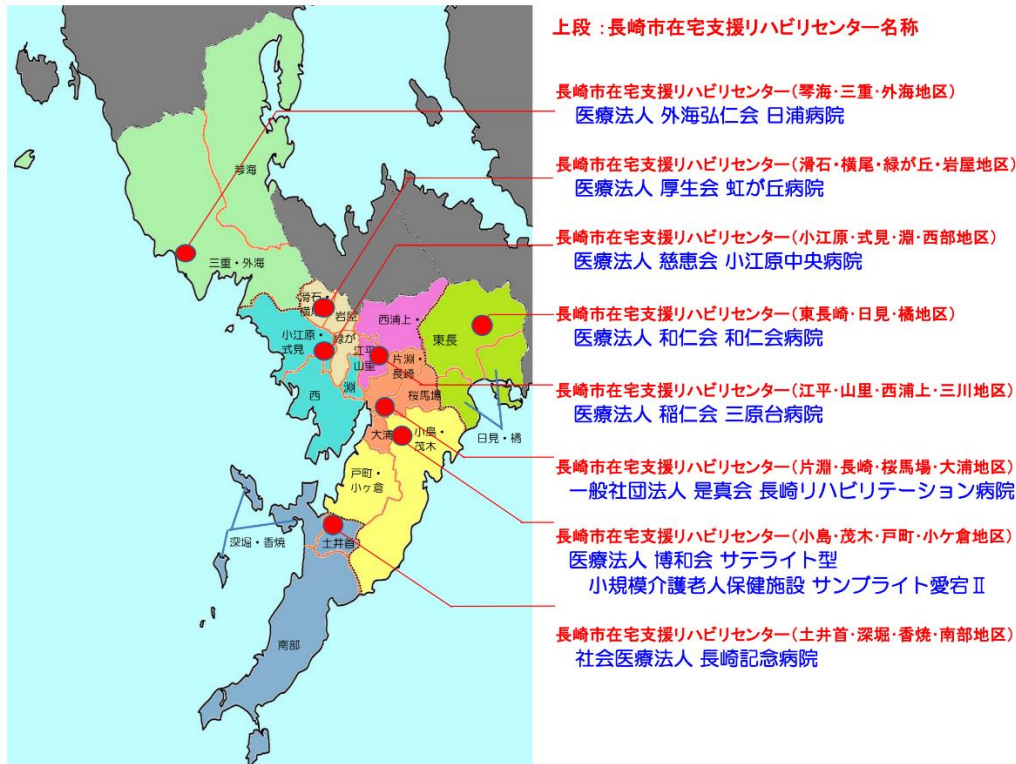 上段：長崎市在宅支援リハビリセンター名称
長崎市在宅支援リハビリセンター（琴海・三重・外海地区）
医療法人 外海弘仁会 日浦病院
長崎市在宅支援リハビリセンター（滑石・横尾・緑が丘・岩屋地区）
医療法人 厚生会 虹が丘病院
長崎市在宅支援リハビリセンター（小江原・式見・淵・西部地区）
医療法人 慈恵会 小江原中央病院
長崎市在宅支援リハビリセンター（東長崎・日見・橘地区）
医療法人 和仁会 和仁会病院
長崎市在宅支援リハビリセンター（江平・山里・西浦上・三川地区）
医療法人 稲仁会 三原台病院
長崎市在宅支援リハビリセンター（片淵・長崎・桜馬場・大浦地区）
一般社団法人 是真会 長崎リハビリテーション病院
長崎市在宅支援リハビリセンター（小島・茂木・戸町・小ケ倉地区）
医療法人 博和会 サテライト型
小規模介護老人保健施設 サンブライト愛宕Ⅱ
長崎市在宅支援リハビリセンター（土井首・深堀・香焼・南部地区）
社会医療法人 長崎記念病院
琴海
三重・外海
滑石・
横尾
岩屋
西浦上・
小江原・
式見
緑が
江平
山里
片淵・
長崎
東長
西
淵
桜馬場
大浦
小島・
茂木
日見・橘
戸町・
小ヶ倉
深堀・香焼
土井首
南部